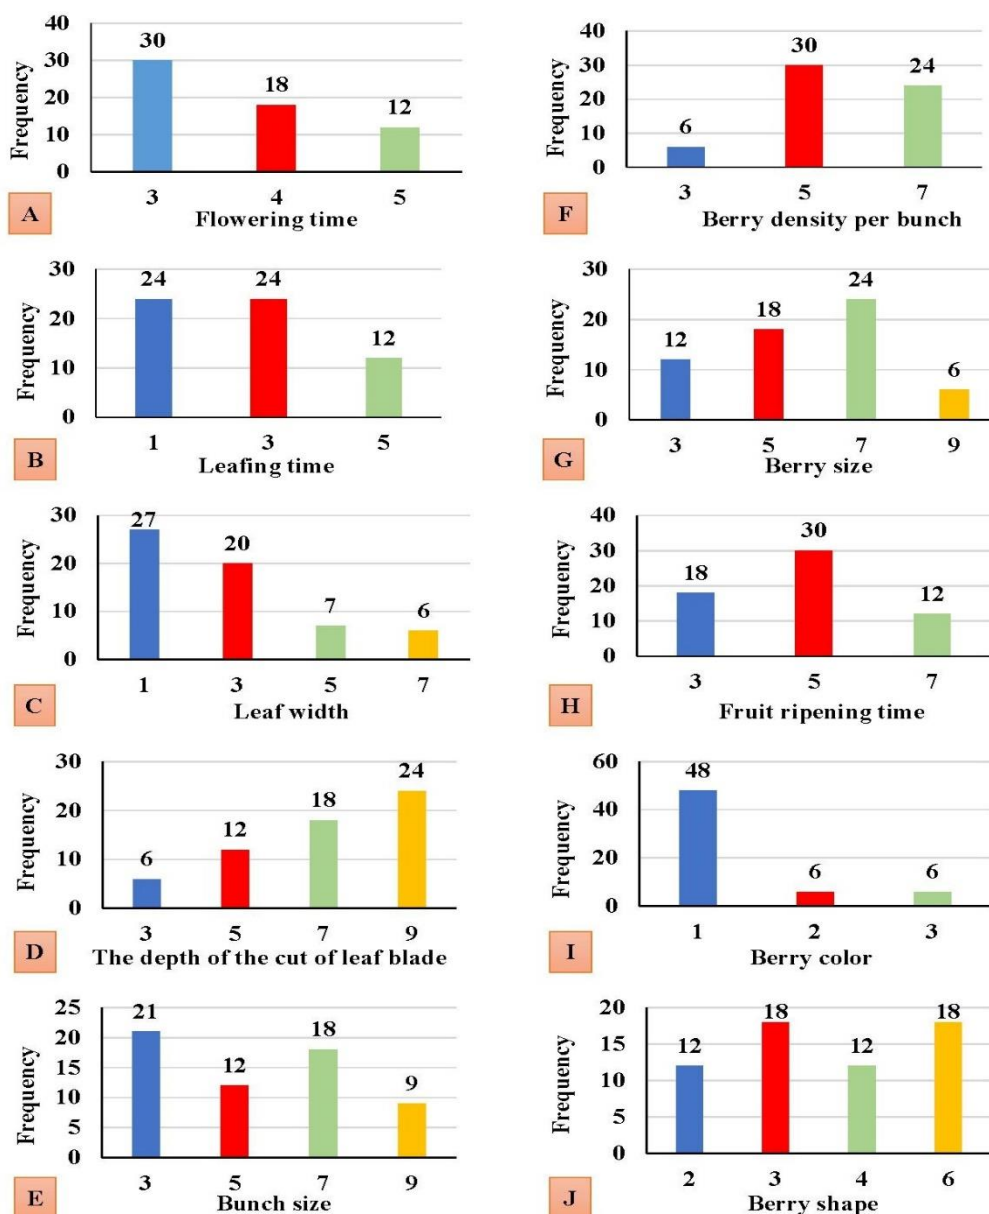 40
30
20
10
0
Frequency
30
18
12
3 4 5
A
Flowering time
30
20
10
0
Frequency
24
24
12
1 3 5
B
Leafing time
30
20
10
0
Frequency
27
20
7
6
1 3 5 7
C
Leaf width
30
20
10
0
Frequency
6
12
18
24
3 5 7 9
D
The depth of the cut of leaf blade
25
20
15
10
5
0
Frequency
21
12
18
9
3 5 7 9
E
Bunch size
40
30
20
10
0
Frequency
6
30
24
3 5 7
F
Berry density per bunch
30
20
10
0
Frequency
12
18
24
6
3 5 7 9
G
Berry size
40
30
20
10
0
Frequency
18
30
12
3 5 7
H
Fruit ripening time
60
40
20
0
Frequency
48
6
6
1 2 3
I
Berry color
20
15
10
5
0
Frequency
12
18
12
18
2 3 4 6
J
Berry shape